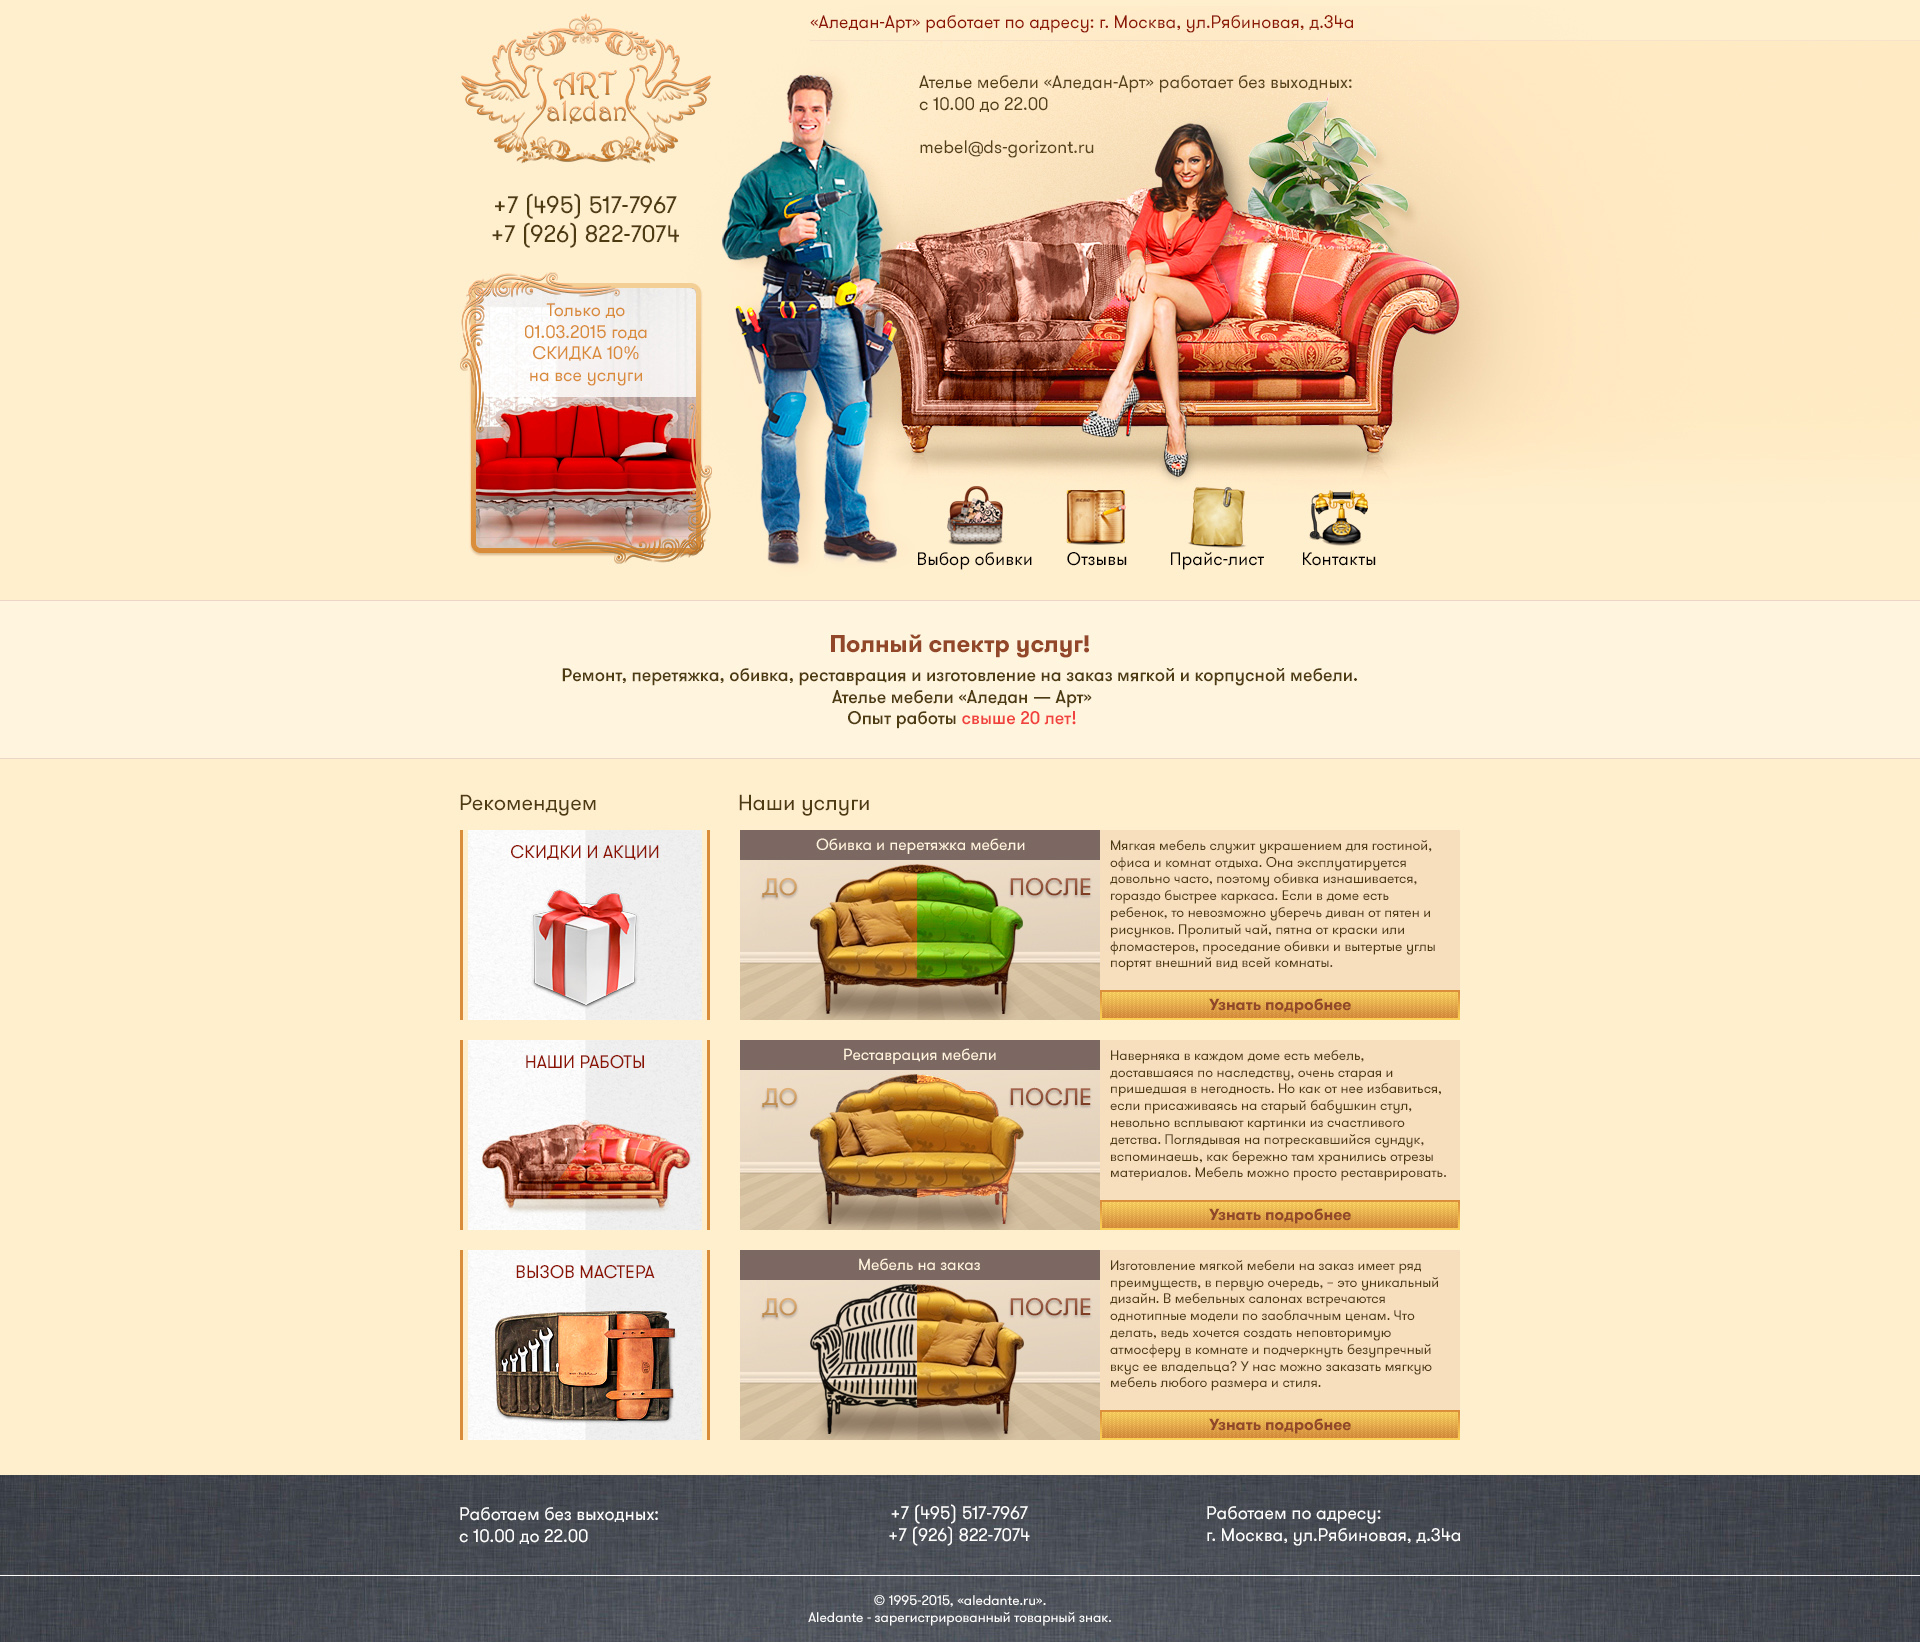 «Аледан-Арт» работает по адресу: г. Москва, ул.Рябиновая, д.34а
ART
aledan
Ателье мебели «Аледан-Арт» работает без выходных:
с 10.00 до 22.00
mebel@ds-gorizont.ru
+7 (495) 517-7967
+7 (926) 822-7074
Только до
01.03.2015 года
СКИДКА 10%
на все услуги
Выбор обивки
Отзывы
Прайс-лист
Контакты
Полный спектр услуг!
Ремонт, перетяжка, обивка, реставрация и изготовление на заказ мягкой и корпусной мебели.
Ателье мебели «Аледан — Арт»
Опыт работы свыше 20 лет!
Рекомендуем
СКИДКИ И АКЦИИ
НАШИ РАБОТЫ
ВЫЗОВ МАСТЕРА
Наши услуги
Обивка и перетяжка мебели
ДО
ПОСЛЕ
Мягкая мебель служит украшением для гостиной,
офиса и комнат отдыха. Она эксплуатируется
довольно часто, поэтому обивка изнашивается,
гораздо быстрее каркаса. Если в доме есть
ребенок, то невозможно уберечь диван от пятен и
рисунков. Пролитый чай, пятна от краски или
фломастеров, проседание обивки и вытертые углы
портят внешний вид всей комнаты.
Узнать подробнее
Реставрация мебели
ДО
ПОСЛЕ
Наверняка в каждом доме есть мебель,
доставшаяся по наследству, очень старая и
пришедшая в негодность. Но как от нее избавиться,
если присаживаясь на старый бабушкин стул,
невольно всплывают картинки из счастливого
детства. Поглядывая на потрескавшийся сундук,
вспоминаешь, как бережно там хранились отрезы
материалов. Мебель можно просто реставрировать.
Узнать подробнее
Мебель на заказ
ДО
ПОСЛЕ
Изготовление мягкой мебели на заказ имеет ряд
преимуществ, в первую очередь, – это уникальный
дизайн. В мебельных салонах встречаются
однотипные модели по заоблачным ценам. Что
делать, ведь хочется создать неповторимую
атмосферу в комнате и подчеркнуть безупречный
вкус ее владельца? У нас можно заказать мягкую
мебель любого размера и стиля.
Узнать подробнее
Работаем без выходных:
с 10.00 до 22.00
+7 (495) 517-7967
+7 (926) 822-7074
Работаем по адресу:
г. Москва, ул.Рябиновая, д.34а
© 1995-2015, «aledante.ru».
Aledante - зарегистрированный товарный знак.